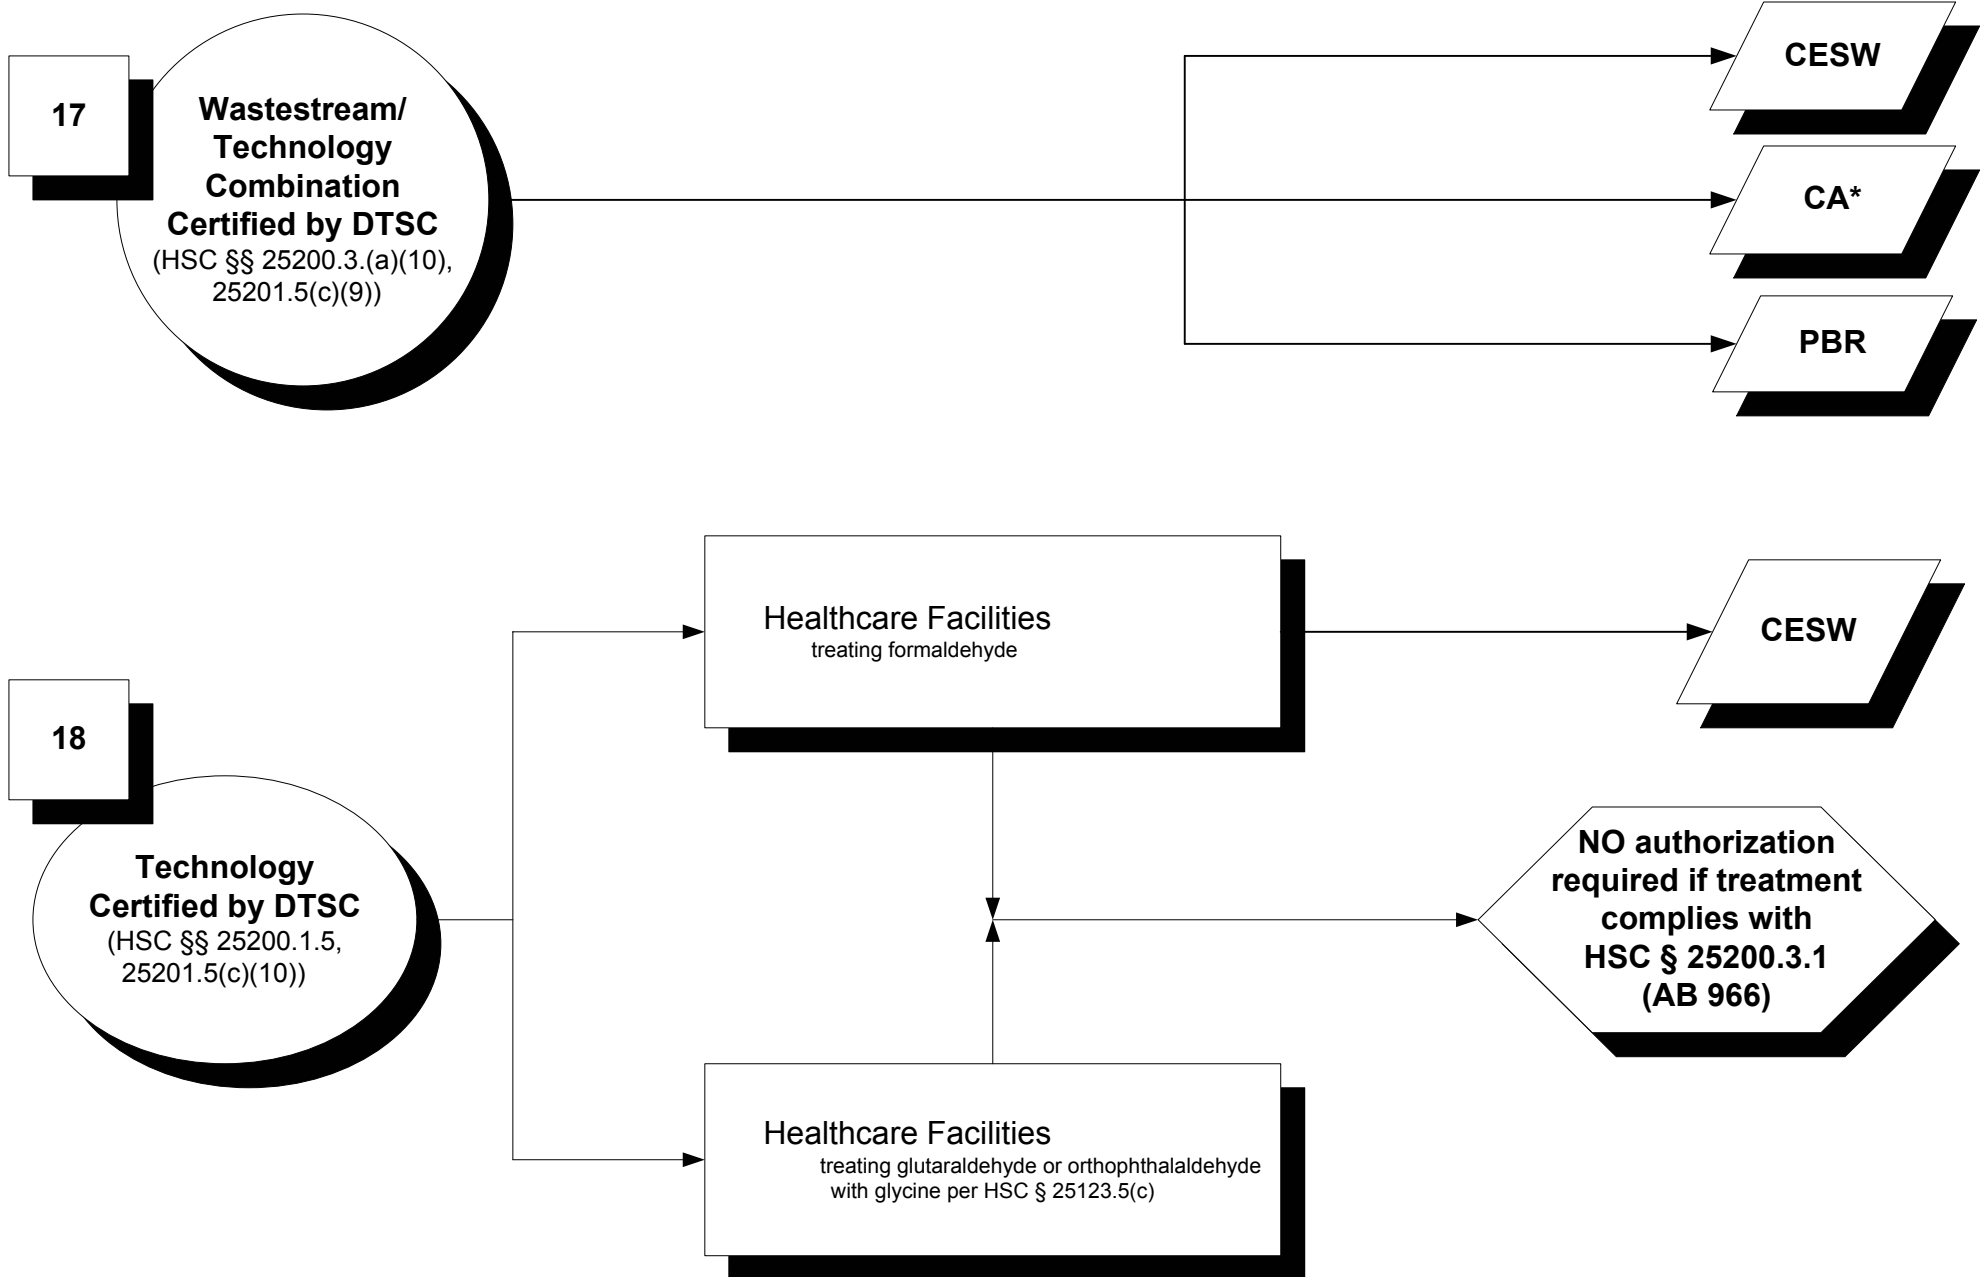 17
Wastestream/
Technology
Combination
Certified by DTSC
(HSC §§ 25200.3.(a)(10),
25201.5(c)(9))
CESW
CA*
PBR
18
Technology
Certified by DTSC
(HSC §§ 25200.1.5,
25201.5(c)(10))
Healthcare Facilities
treating formaldehyde
CESW
NO authorization
required if treatment
complies with
HSC § 25200.3.1
(AB 966)
Healthcare Facilities
treating glutaraldehyde or orthophthalaldehyde
with glycine per HSC § 25123.5(c)